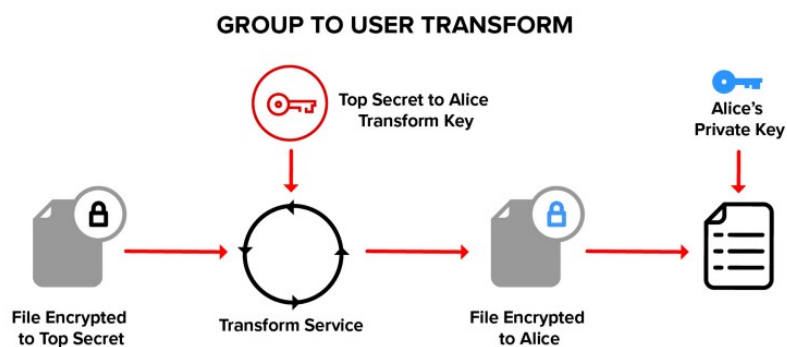 GROUP TO USER TRANSFORM
Top Secret to Alice
Transform Key
Alice's
Private Key
File Encrypted
to Top Secret
Transform Service
File Encrypted
to Alice